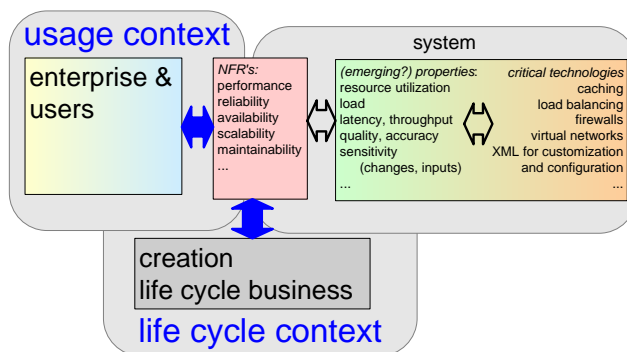 usage context
system
enterprise &
users
NFR's:
performance
reliability
availability
scalability
maintainability
...
(emerging?) properties:
resource utilization
load
latency, throughput
quality, accuracy
sensitivity
(changes, inputs)
...
critical technologies
caching
load balancing
firewalls
virtual networks
XML for customization
and configuration
...
creation
life cycle business
life cycle context